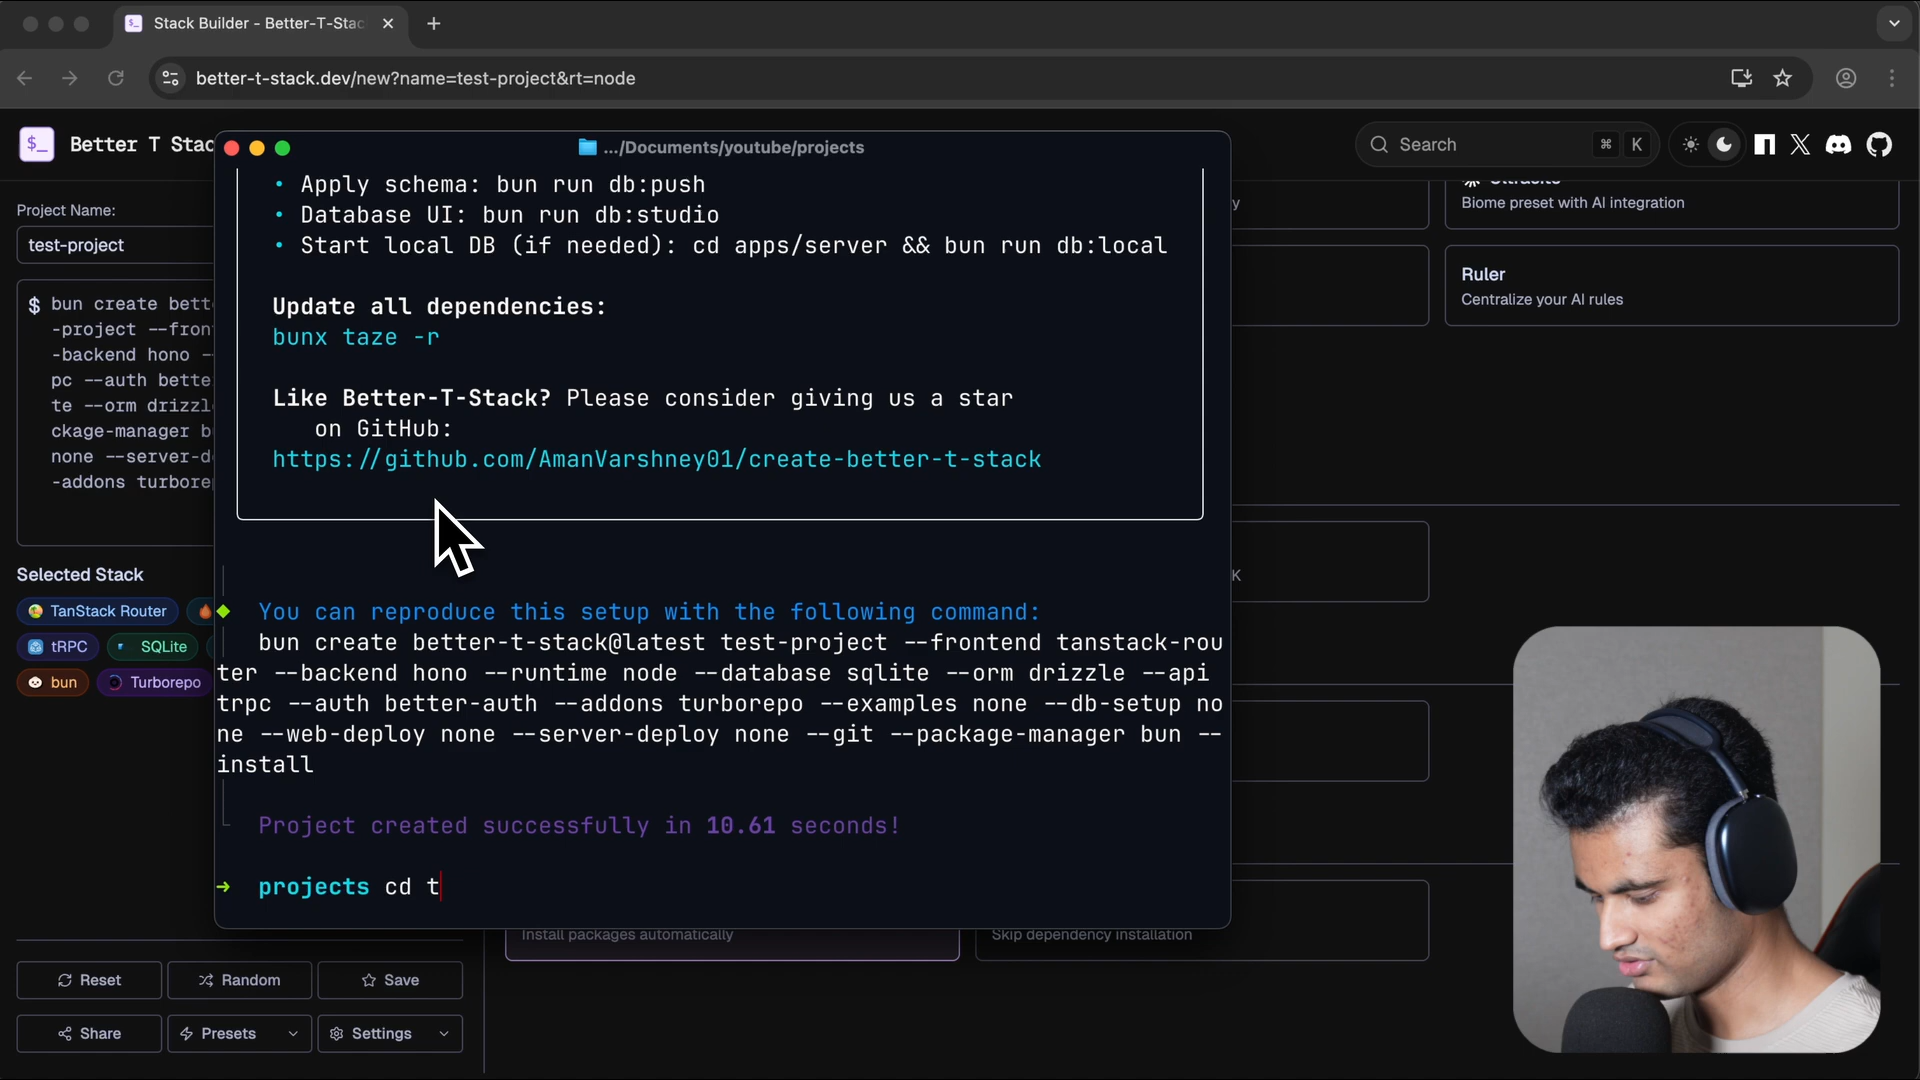 Stack Builder - Better-T-Stac
better-t-stack.dev/new?name=test-project&rt=node
$_ Better T Stac
Search ⌘ K
.../Documents/youtube/projects
• Apply schema: bun run db:push
• Database UI: bun run db:studio
• Start local DB (if needed): cd apps/server && bun run db:local
Update all dependencies:
bunx taze -r
Like Better-T-Stack? Please consider giving us a star
on GitHub:
https://github.com/AmanVarshney01/create-better-t-stack
You can reproduce this setup with the following command:
bun create better-t-stack@latest test-project --frontend tanstack-rou
ter --backend hono --runtime node --database sqlite --orm drizzle --api
trpc --auth better-auth --addons turborepo --examples none --db-setup no
ne --web-deploy none --server-deploy none --git --package-manager bun --
install
Project created successfully in 10.61 seconds!
→ projects cd t
Project Name:
test-project
$ bun create bett
-project --fron
-backend hono -
pc --auth bette
te --orm drizzl
ckage-manager b
none --server-d
-addons turborep
Selected Stack
TanStack Router
tRPC
SQLite
bun
Turborepo
Reset
Random
Save
Share
Presets
Settings
y
Biome preset with AI integration
Ruler
Centralize your AI rules
K
Install packages automatically
Skip dependency installation